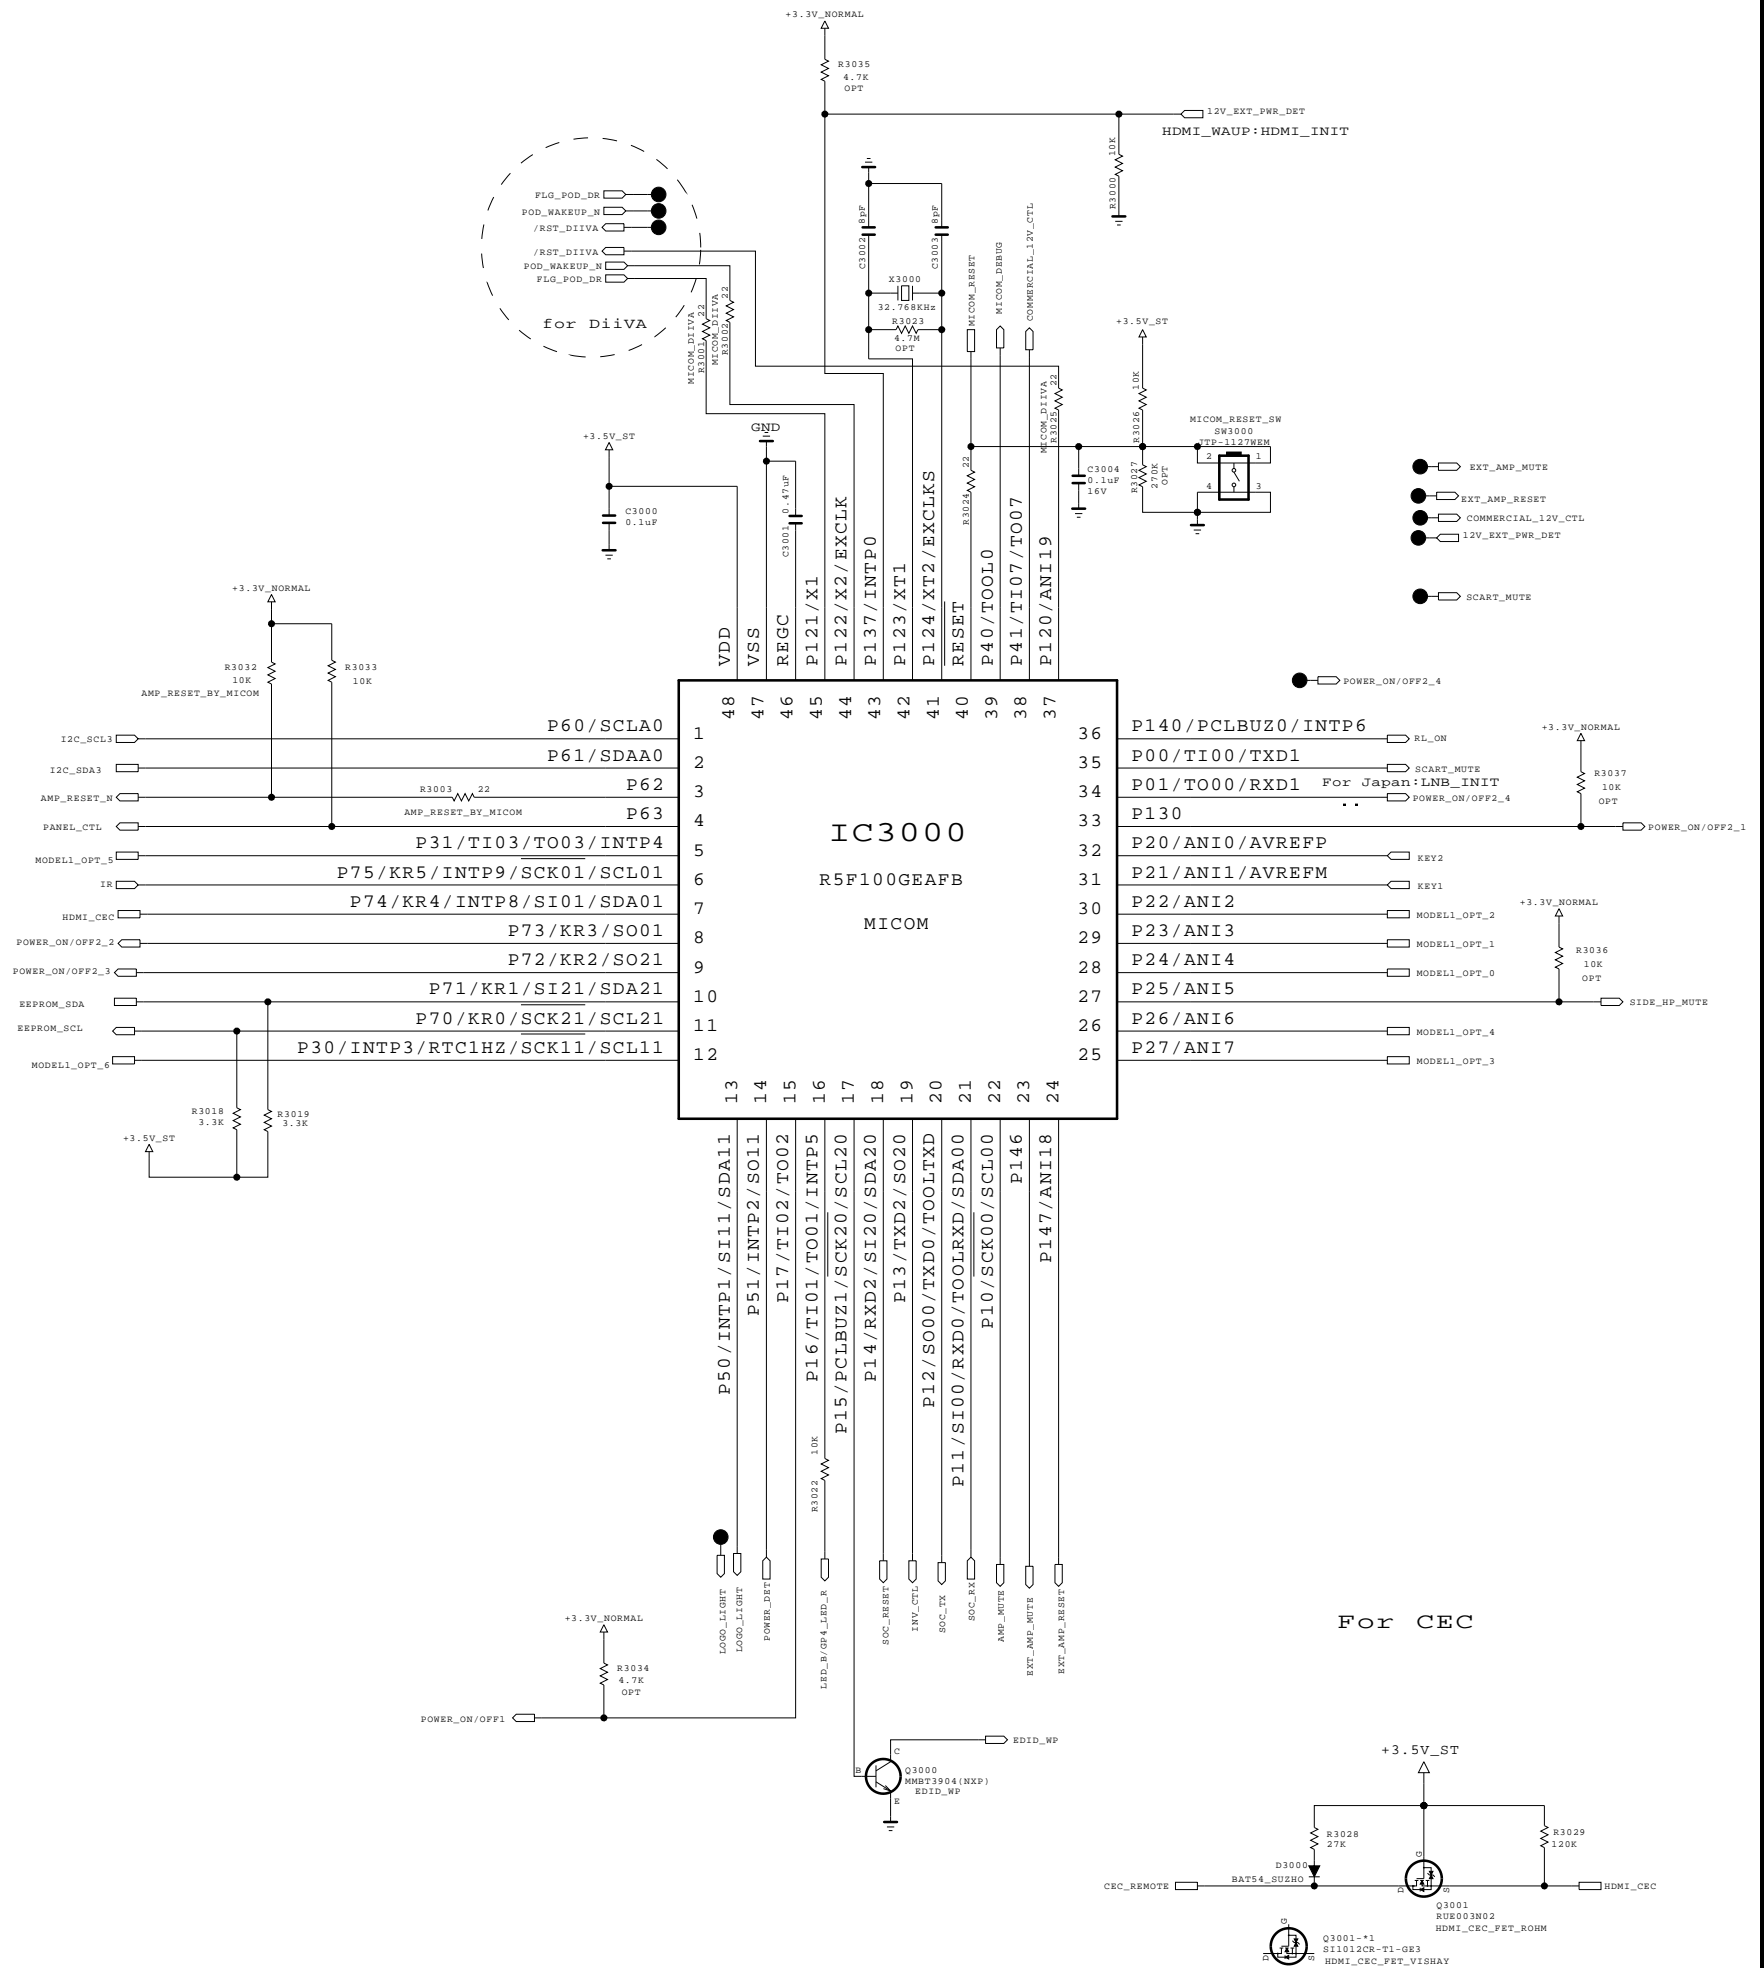 +3.3V_NORMAL
R3035
4.7K
OPT
12V_EXT_PWR_DET
HDMI_WAUP:HDMI_INIT
R3000
10K
FLG_POD_DR
POD_WAKEUP_N
/RST_DIIVA
/RST_DIIVA
POD_WAKEUP_N
FLG_POD_DR
for DiiVA
MICOM_DIIVA
R3001
22
MICOM_DIIVA
R3002
22
C3002
8pF
C3003
8pF
X3000
32.768KHz
R3023
4.7M
OPT
MICOM_RESET
MICOM_DEBUG
COMMERCIAL_12V_CTL
MICOM_DIIVA
R3025
22
+3.5V_ST
R3026
10K
MICOM_RESET_SW
SW3000
JTP-1127WEM
2
1
4
3
R3027
270K
OPT
C3004
0.1uF
16V
R3024
22
+3.5V_ST
C3000
0.1uF
GND
C3001
0.47uF
EXT_AMP_MUTE
EXT_AMP_RESET
COMMERCIAL_12V_CTL
12V_EXT_PWR_DET
SCART_MUTE
POWER_ON/OFF2_4
VDD
VSS
REGC
P121/X1
P122/X2/EXCLK
P137/INTP0
P123/XT1
P124/XT2/EXCLKS
RESET
P40/TOOL0
P41/TI07/TO07
P120/ANI19
48
47
46
45
44
43
42
41
40
39
38
37
+3.3V_NORMAL
R3032
10K
AMP_RESET_BY_MICOM
R3033
10K
I2C_SCL3
P60/SCLA0
1
I2C_SDA3
P61/SDAA0
2
AMP_RESET_N
R3003
22
AMP_RESET_BY_MICOM
P62
3
PANEL_CTL
P63
4
MODEL1_OPT_5
P31/TI03/TO03/INTP4
5
IR
P75/KR5/INTP9/SCK01/SCL01
6
HDMI_CEC
P74/KR4/INTP8/SI01/SDA01
7
POWER_ON/OFF2_2
P73/KR3/SO01
8
POWER_ON/OFF2_3
P72/KR2/SO21
9
EEPROM_SDA
P71/KR1/SI21/SDA21
10
EEPROM_SCL
P70/KR0/SCK21/SCL21
11
MODEL1_OPT_6
P30/INTP3/RTC1HZ/SCK11/SCL11
12
R3018
3.3K
R3019
3.3K
+3.5V_ST
IC3000
R5F100GEAFB
MICOM
36
P140/PCLBUZ0/INTP6
RL_ON
35
P00/TI00/TXD1
SCART_MUTE
34
P01/TO00/RXD1
For Japan:LNB_INIT
POWER_ON/OFF2_4
33
P130
POWER_ON/OFF2_1
+3.3V_NORMAL
R3037
10K
OPT
32
P20/ANI0/AVREFP
KEY2
31
P21/ANI1/AVREFM
KEY1
30
P22/ANI2
MODEL1_OPT_2
29
P23/ANI3
MODEL1_OPT_1
28
P24/ANI4
MODEL1_OPT_0
27
P25/ANI5
SIDE_HP_MUTE
+3.3V_NORMAL
R3036
10K
OPT
26
P26/ANI6
MODEL1_OPT_4
25
P27/ANI7
MODEL1_OPT_3
13
14
15
16
17
18
19
20
21
22
23
24
P50/INTP1/SI11/SDA11
P51/INTP2/SO11
P17/TI02/TO02
P16/TI01/TO01/INTP5
P15/PCLBUZ1/SCK20/SCL20
P14/RXD2/SI20/SDA20
P13/TXD2/SO20
P12/SO00/TXD0/TOOLTXD
P11/SI00/RXD0/TOOLRXD/SDA00
P10/SCK00/SCL00
P146
P147/ANI18
R3022
10K
LOGO_LIGHT
LOGO_LIGHT
POWER_DET
LED_B/GP4_LED_R
SOC_RESET
INV_CTL
SOC_TX
SOC_RX
AMP_MUTE
EXT_AMP_MUTE
EXT_AMP_RESET
+3.3V_NORMAL
R3034
4.7K
OPT
POWER_ON/OFF1
EDID_WP
C
B
E
Q3000
MMBT3904(NXP)
EDID_WP
For CEC
+3.5V_ST
R3028
27K
R3029
120K
D3000
BAT54_SUZHO
CEC_REMOTE
G
D
S
HDMI_CEC
Q3001
RUE003N02
HDMI_CEC_FET_ROHM
G
D
S
Q3001-*1
SI1012CR-T1-GE3
HDMI_CEC_FET_VISHAY